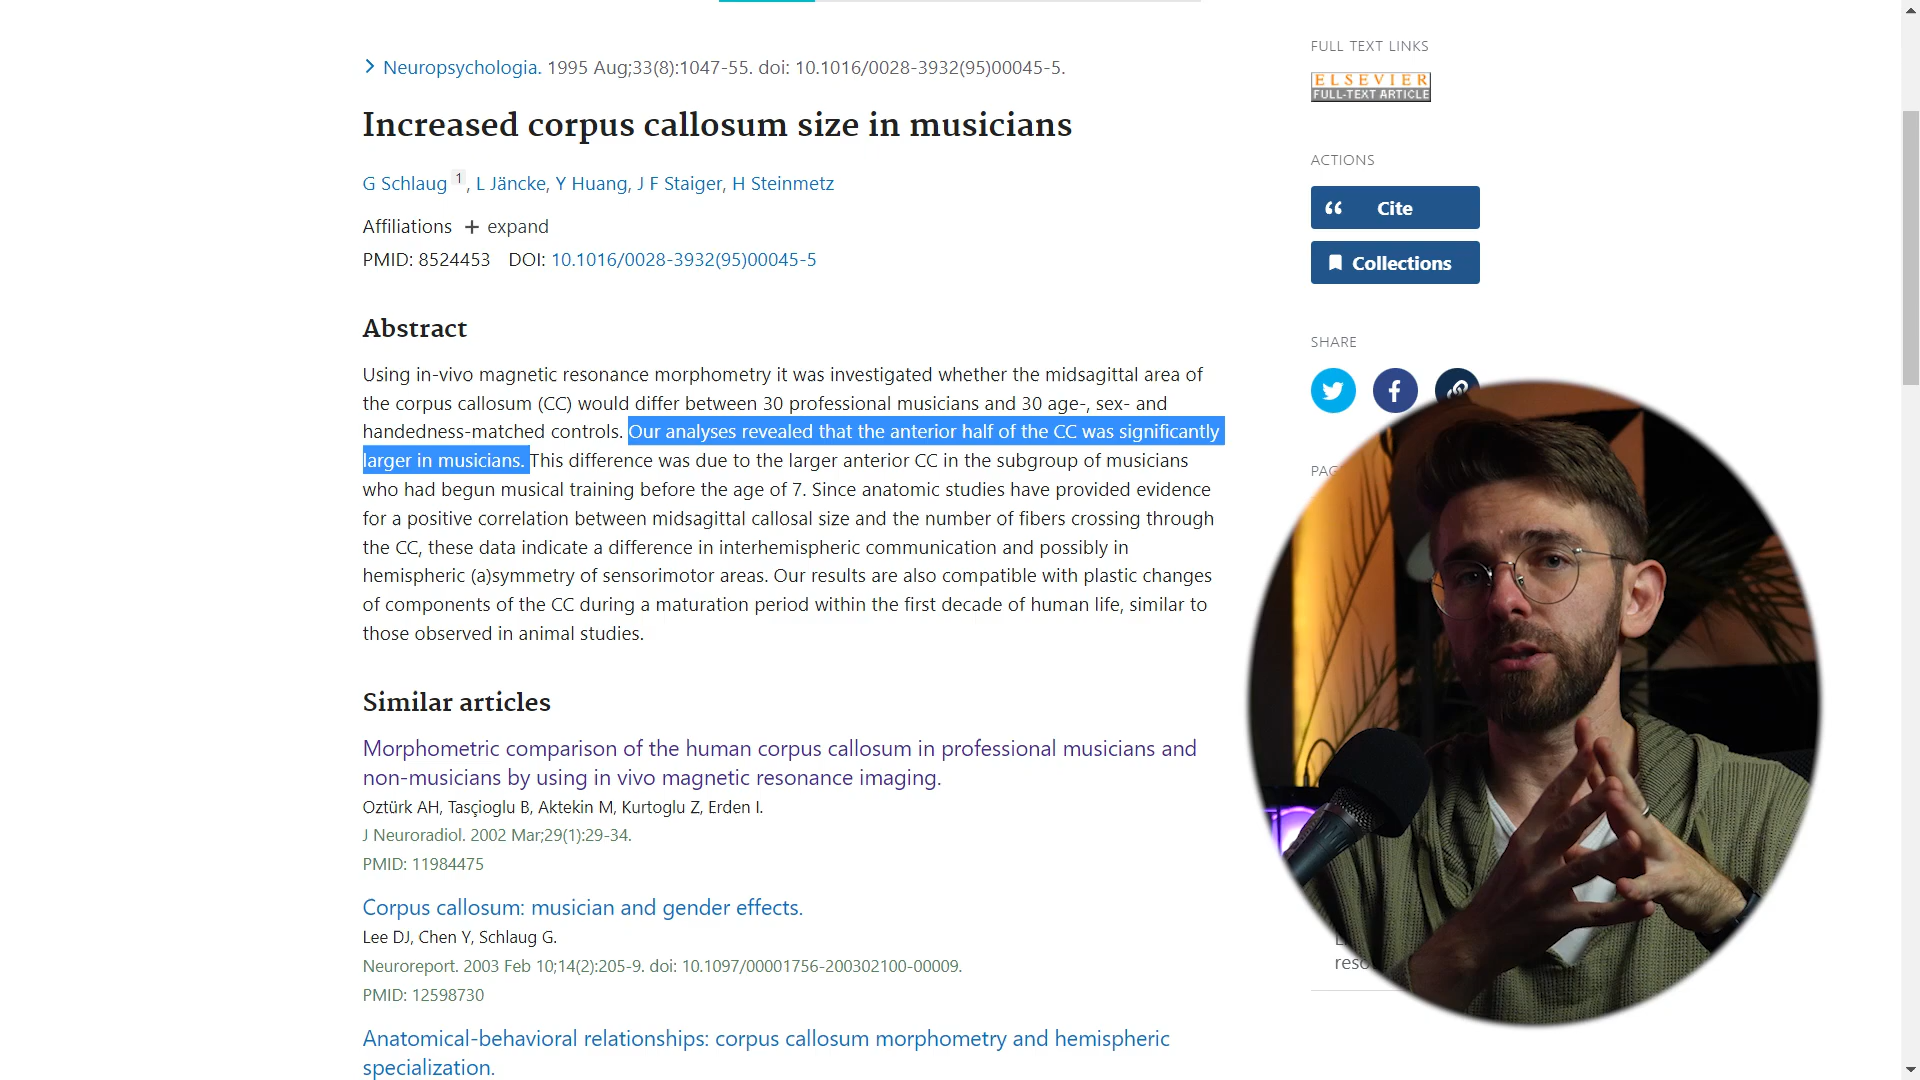 Neuropsychologia. 1995 Aug;33(8):1047-55. doi: 10.1016/0028-3932(95)00045-5.
Increased corpus callosum size in musicians
G Schlaug 1, L Jäncke, Y Huang, J F Staiger, H Steinmetz
Affiliations + expand
PMID: 8524453 DOI: 10.1016/0028-3932(95)00045-5
Abstract
Using in-vivo magnetic resonance morphometry it was investigated whether the midsagittal area of
the corpus callosum (CC) would differ between 30 professional musicians and 30 age-, sex- and
handedness-matched controls. Our analyses revealed that the anterior half of the CC was significantly
larger in musicians. This difference was due to the larger anterior CC in the subgroup of musicians
who had begun musical training before the age of 7. Since anatomic studies have provided evidence
for a positive correlation between midsagittal callosal size and the number of fibers crossing through
the CC, these data indicate a difference in interhemispheric communication and possibly in
hemispheric (a)symmetry of sensorimotor areas. Our results are also compatible with plastic changes
of components of the CC during a maturation period within the first decade of human life, similar to
those observed in animal studies.
Similar articles
Morphometric comparison of the human corpus callosum in professional musicians and
non-musicians by using in vivo magnetic resonance imaging.
Oztürk AH, Tasçioglu B, Aktekin M, Kurtoglu Z, Erden I.
J Neuroradiol. 2002 Mar;29(1):29-34.
PMID: 11984475
Corpus callosum: musician and gender effects.
Lee DJ, Chen Y, Schlaug G.
Neuroreport. 2003 Feb 10;14(2):205-9. doi: 10.1097/00001756-200302100-00009.
PMID: 12598730
Anatomical-behavioral relationships: corpus callosum morphometry and hemispheric
specialization.
FULL TEXT LINKS
ELSEVIER
FULL-TEXT ARTICLE
ACTIONS
Cite
Collections
SHARE